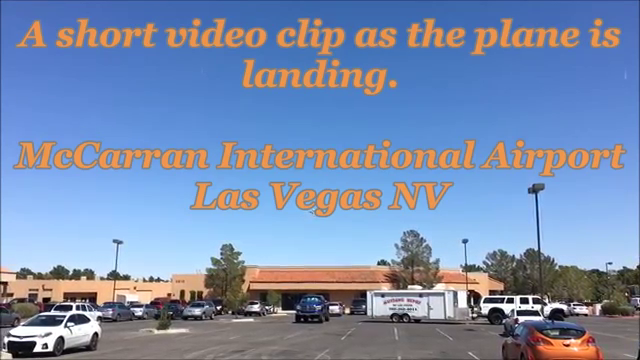 A short video clip as the plane is
landing.
McCarran International Airport
Las Vegas NV